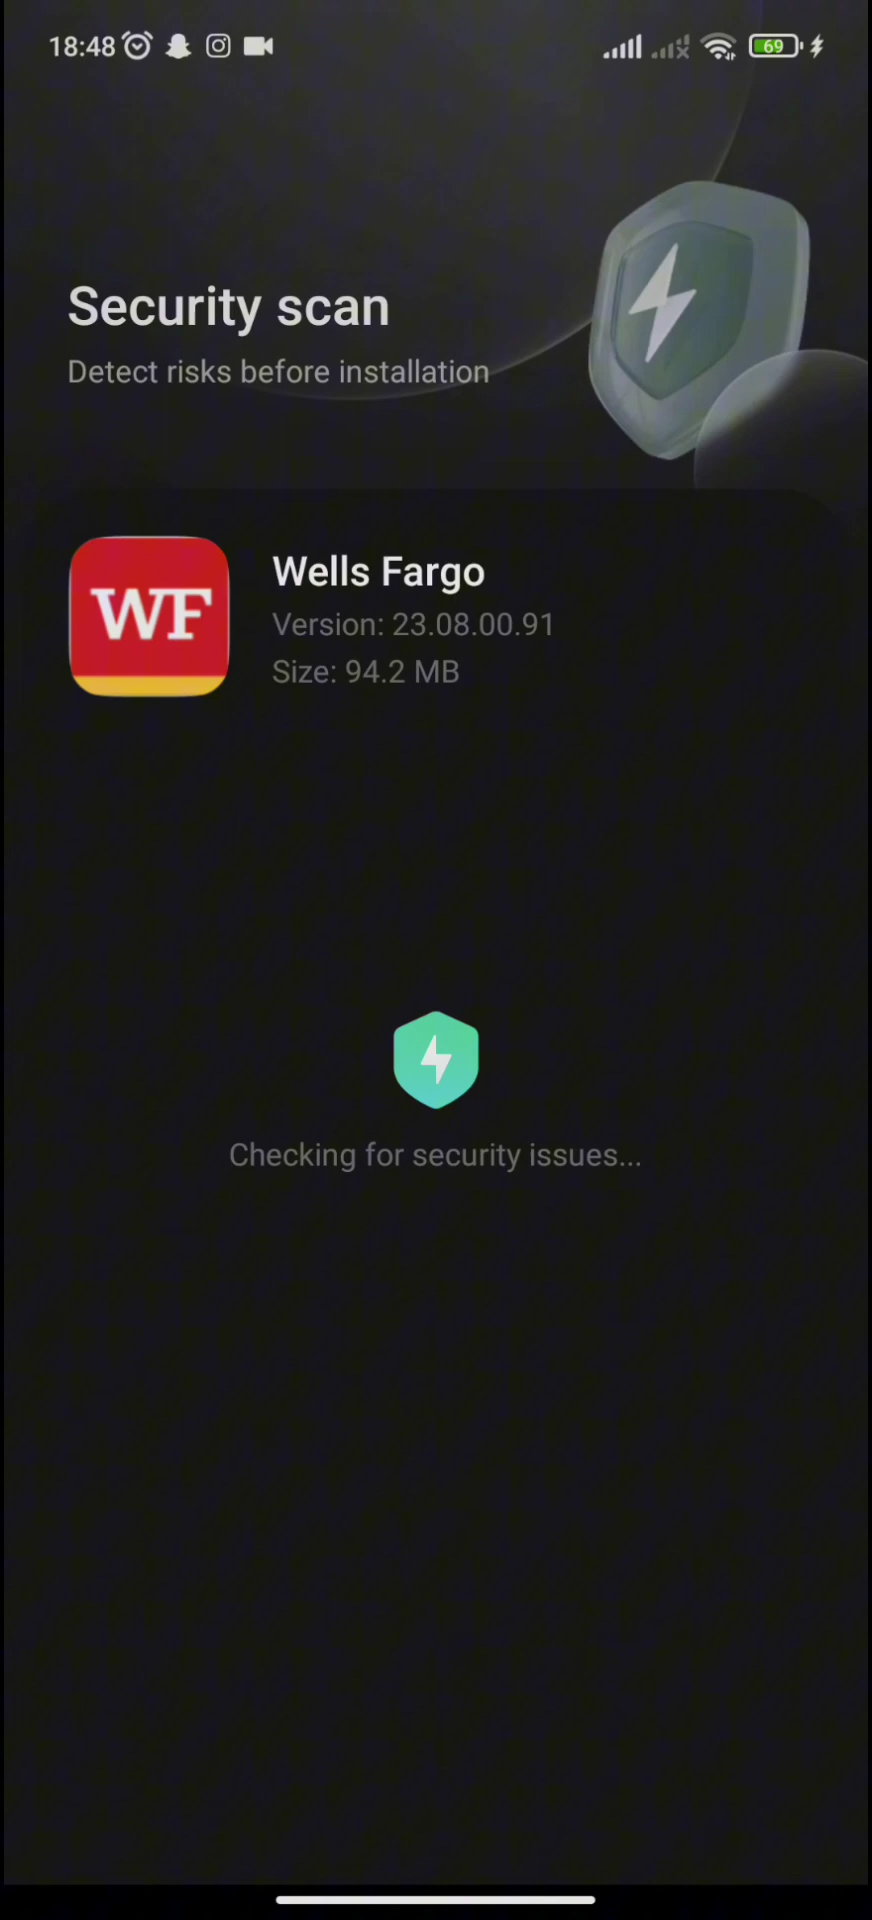 18:48
69
Security scan
Detect risks before installation
WF
Wells Fargo
Version: 23.08.00.91
Size: 94.2 MB
Checking for security issues...